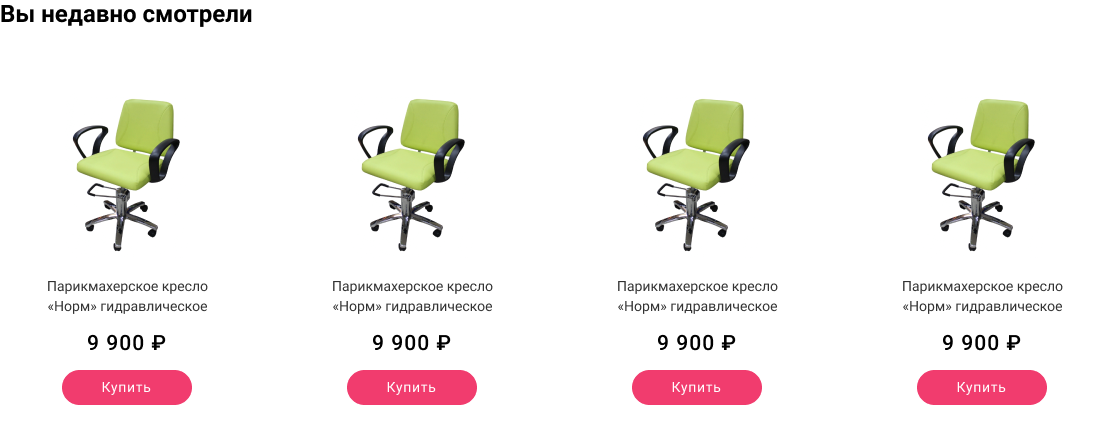 Вы недавно смотрели
Парикмахерское кресло
«Норм» гидравлическое
9 900 ₽
Купить
Парикмахерское кресло
«Норм» гидравлическое
9 900 ₽
Купить
Парикмахерское кресло
«Норм» гидравлическое
9 900 ₽
Купить
Парикмахерское кресло
«Норм» гидравлическое
9 900 ₽
Купить